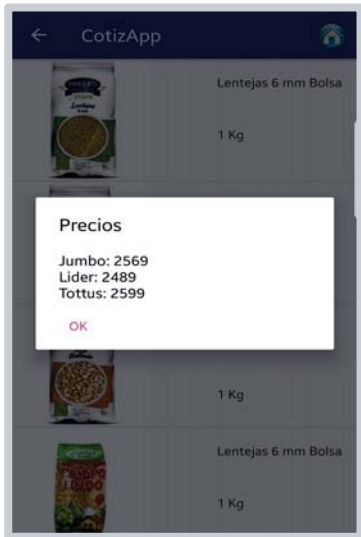 CotizApp
Lentejas 6 mm Bolsa
1 Kg
Precios
Jumbo: 2569
Lider: 2489
Tottus: 2599
OK
1 Kg
Lentejas 6 mm Bolsa
1 Kg